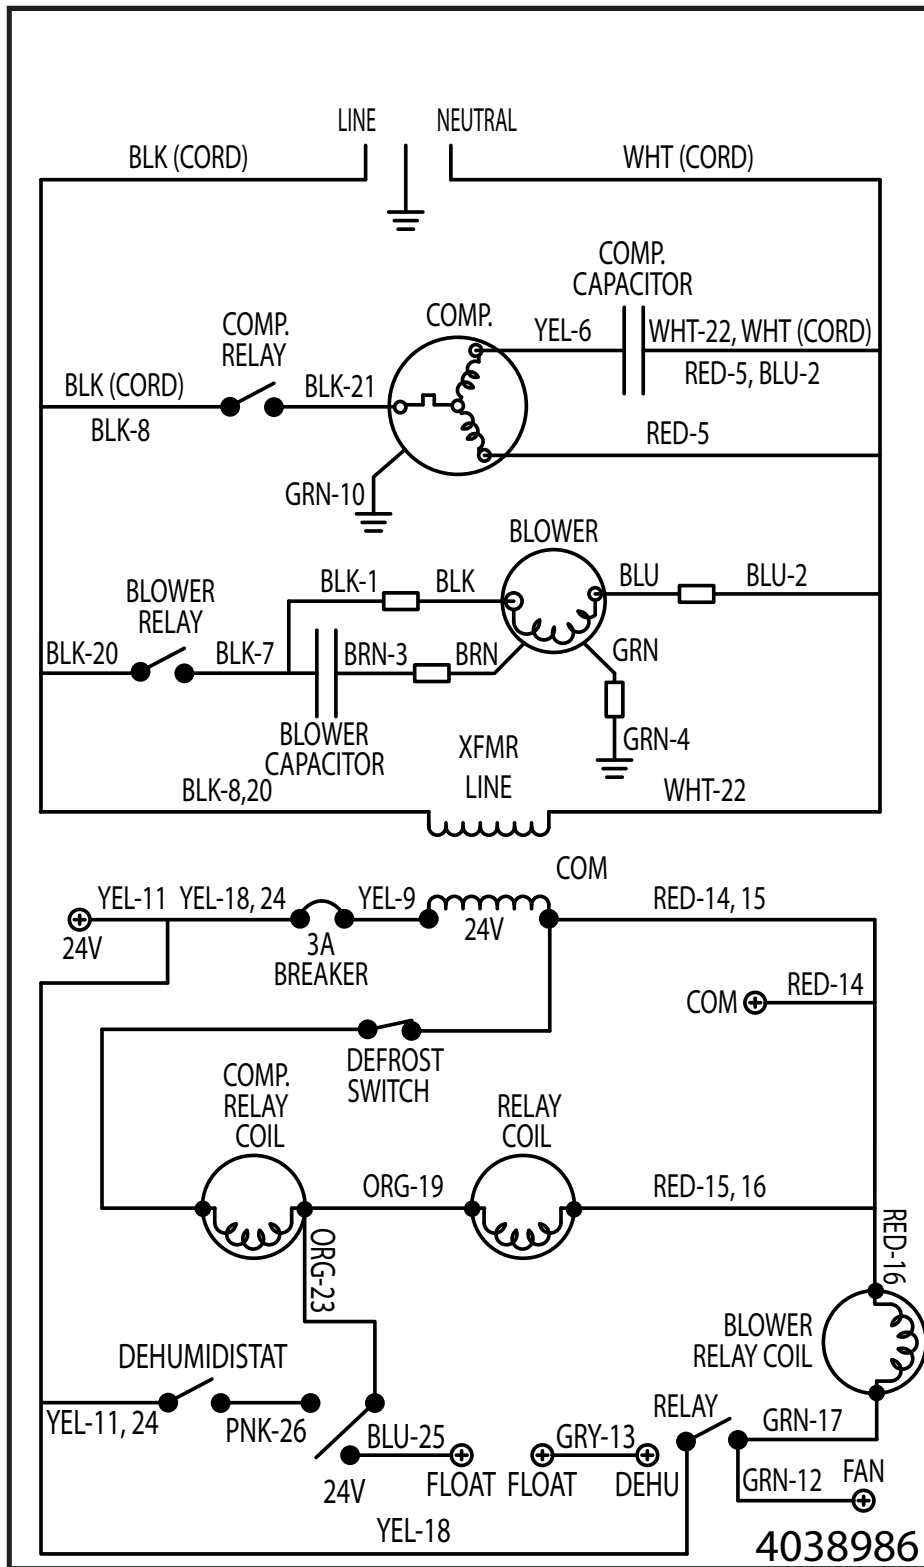 LINE NEUTRAL
BLK (CORD) WHT (CORD)
COMP.
CAPACITOR
COMP.
RELAY
COMP.
YEL-6 WHT-22, WHT (CORD)
RED-5, BLU-2
BLK (CORD) BLK-21
BLK-8
RED-5
GRN-10
BLOWER
BLOWER
RELAY
BLK-1 BLK BLU BLU-2
BLK-20 BLK-7 BRN-3 BRN GRN
GRN-4
BLOWER
CAPACITOR
XFMR
LINE
BLK-8,20 WHT-22
COM
YEL-11 YEL-18, 24 YEL-9 RED-14, 15
24V
3A
BREAKER
24V
RED-14
COM
DEFROST
SWITCH
COMP.
RELAY
COIL
RELAY
COIL
ORG-19 RED-15, 16
ORG-23
RED-16
BLOWER
RELAY COIL
DEHUMIDISTAT
YEL-11, 24 PNK-26
24V
BLU-25
FLOAT
FLOAT
GRY-13
DEHU
RELAY
GRN-17
GRN-12
FAN
YEL-18
4038986